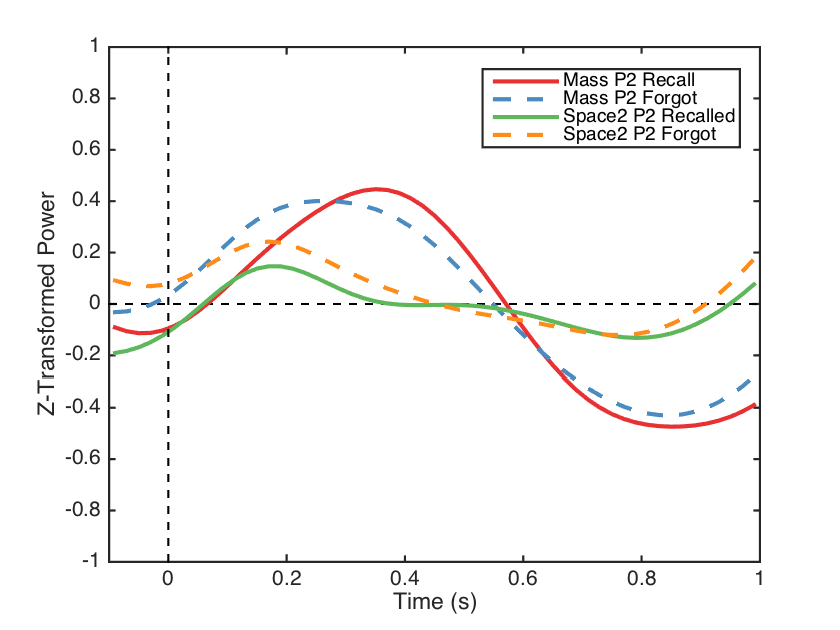 1
0.8
0.6
0.4
0.2
0
-0.2
-0.4
-0.6
-0.8
-1
Z-Transformed Power
Mass P2 Recall
Mass P2 Forgot
Space2 P2 Recalled
Space2 P2 Forgot
0 0.2 0.4 0.6 0.8 1
Time (s)